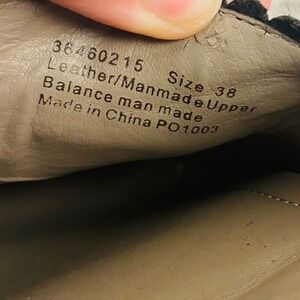 36460215 Size 38
Leather/Manmade Upper
Balance man made
Made in China PO1003